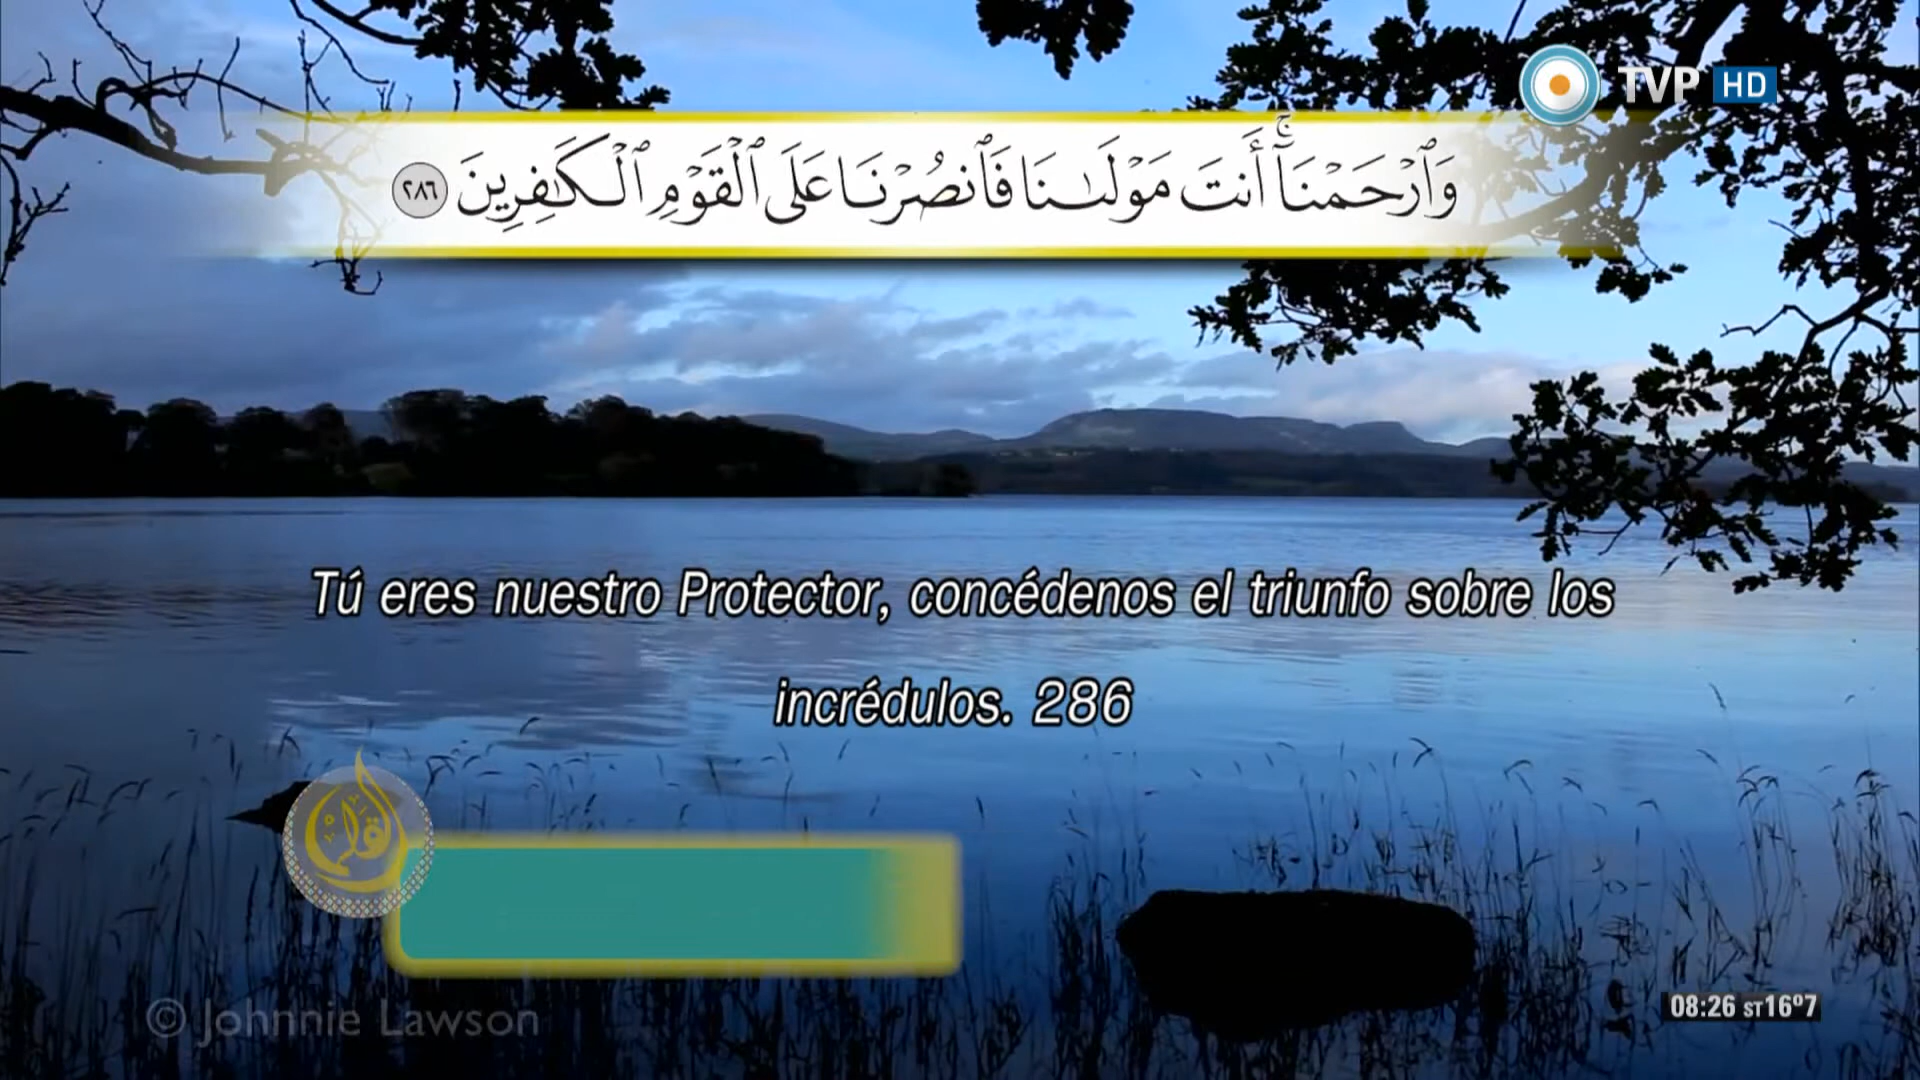 TVP HD
وَٱرْحَمْنَآ ۚ أَنتَ مَوْلَىٰنَا فَٱنصُرْنَا عَلَى ٱلْقَوْمِ ٱلْكَـٰفِرِينَ ٢٨٦
Tú eres nuestro Protector, concédenos el triunfo sobre los
incrédulos. 286
© Johnnie Lawson
08:26 ST16º7